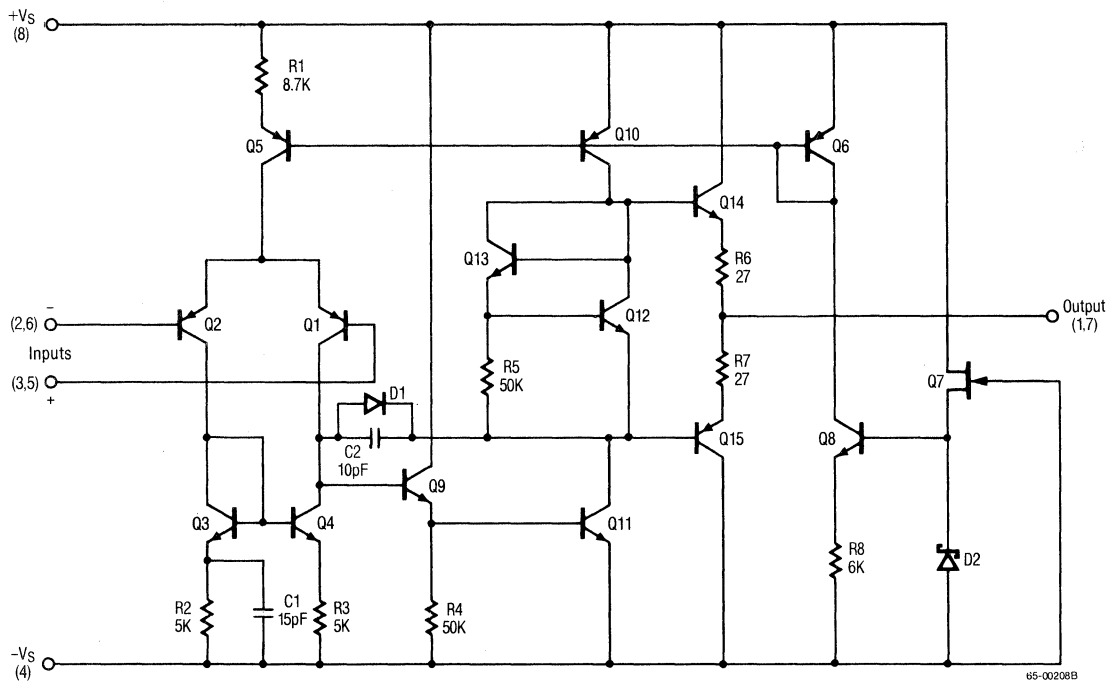 +VS
(8)
R1
8.7K
Q5
Q10
Q6
Q14
Q13
R6
27
–
(2,6)
Q2
Q1
Q12
Output
(1,7)
Inputs
(3,5)
+
R5
50K
R7
27
Q7
D1
C2
10pF
Q15
Q8
Q9
Q3
Q4
Q11
R8
6K
D2
R2
5K
C1
15pF
R3
5K
R4
50K
–VS
(4)
65-00208B